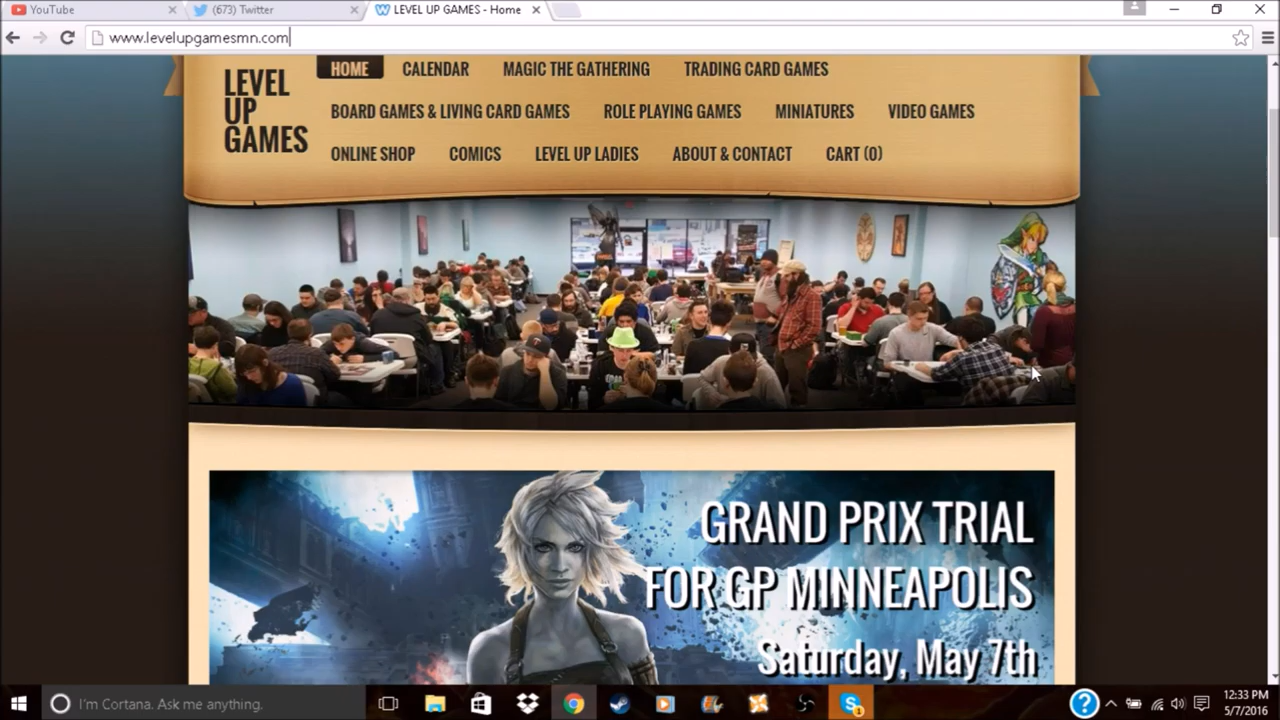 YouTube
(673) Twitter
LEVEL UP GAMES - Home
www.levelupgamesmn.com
LEVEL
UP
GAMES
HOME CALENDAR MAGIC THE GATHERING TRADING CARD GAMES
BOARD GAMES & LIVING CARD GAMES ROLE PLAYING GAMES MINIATURES VIDEO GAMES
ONLINE SHOP COMICS LEVEL UP LADIES ABOUT & CONTACT CART (0)
GRAND PRIX TRIAL
FOR GP MINNEAPOLIS
Saturday, May 7th
I'm Cortana. Ask me anything.
1
12:33 PM
5/7/2016